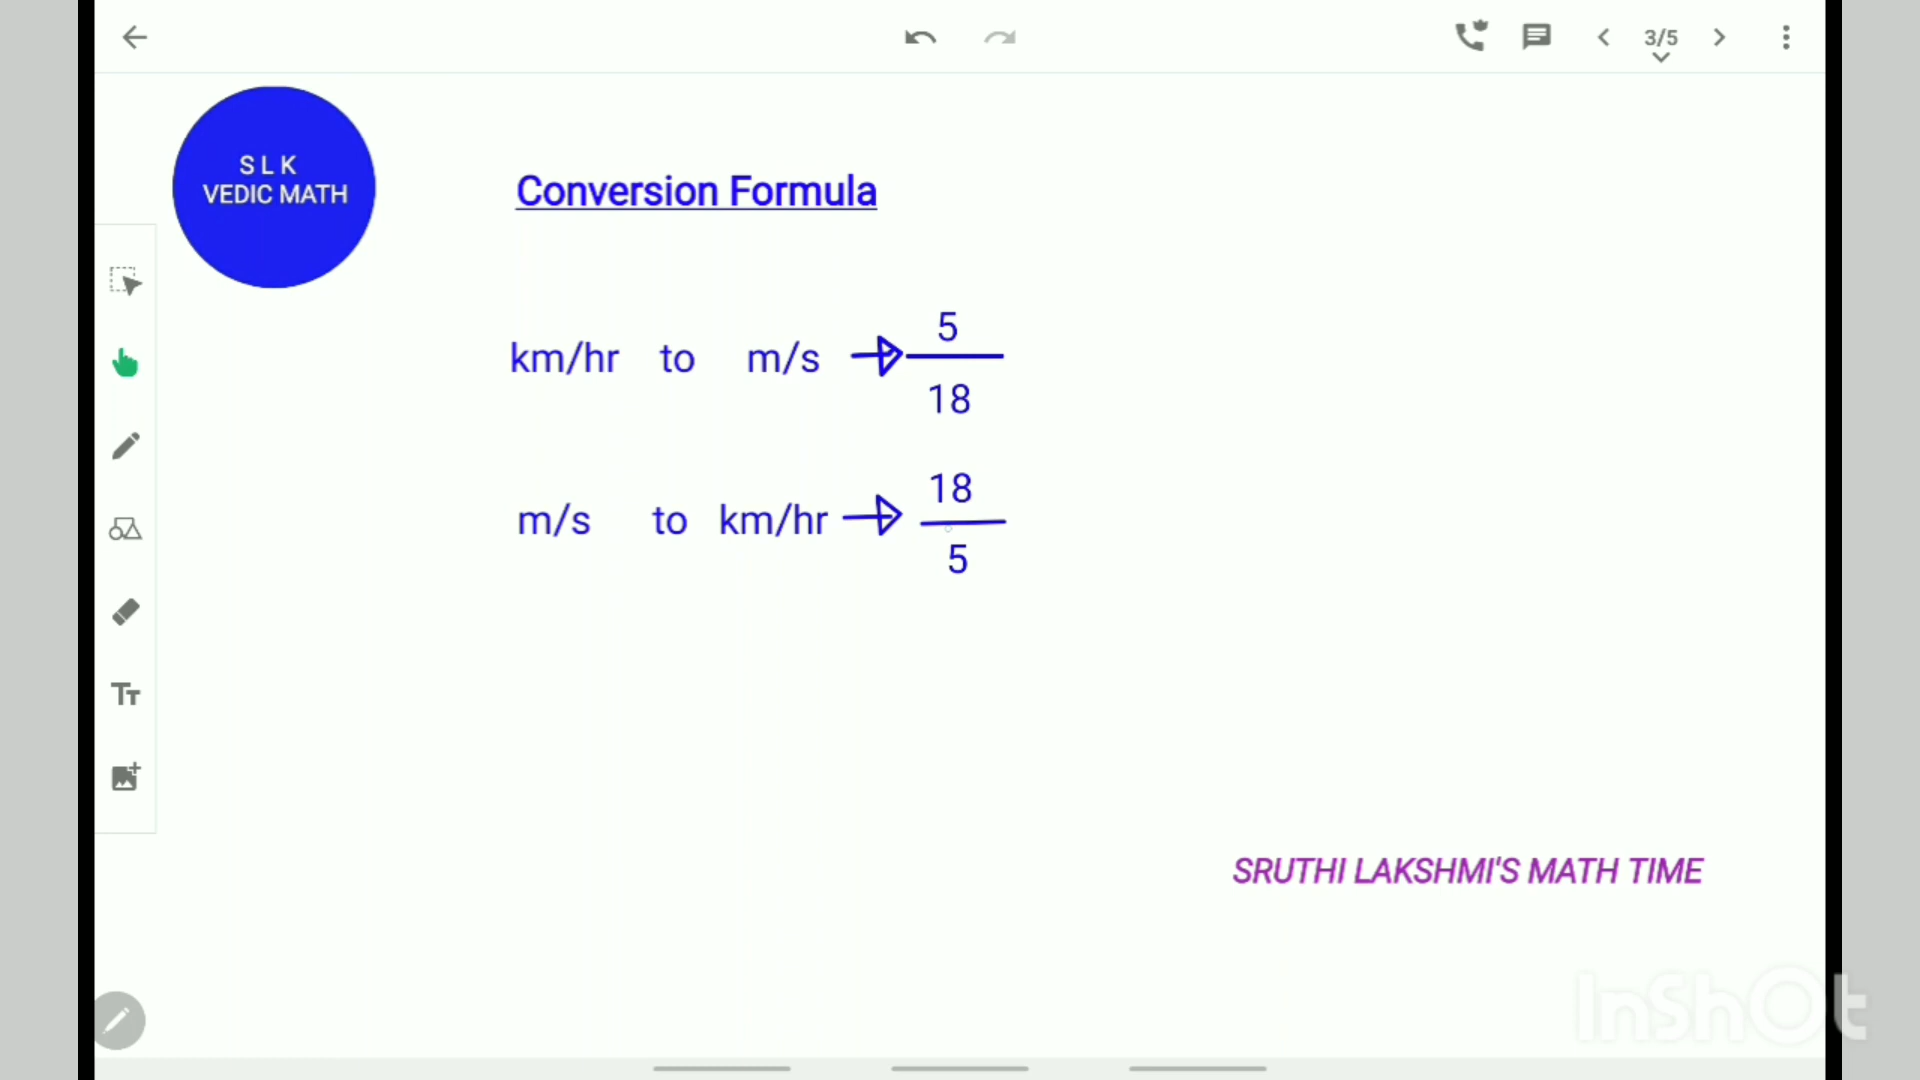 3/5
S L K
VEDIC MATH
Conversion Formula
km/hr to m/s → 5/18
m/s to km/hr → 18/5
Tт
SRUTHI LAKSHMI'S MATH TIME
InShOt